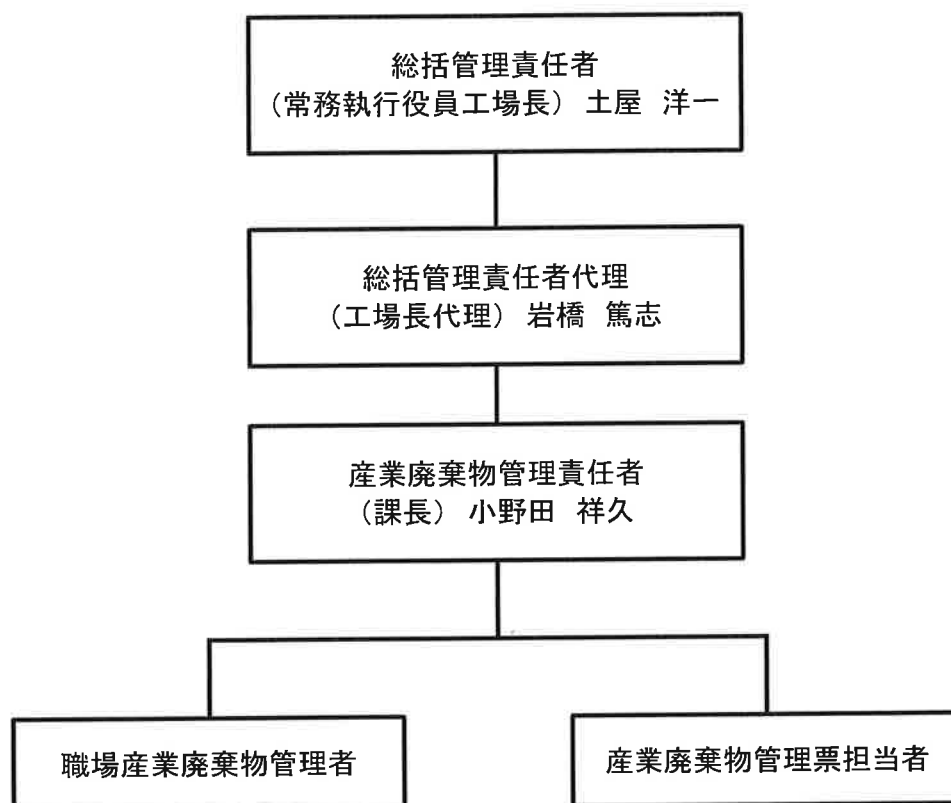 総括管理責任者
(常務執行役員工場長) 土屋 洋一
総括管理責任者代理
(工場長代理) 岩橋 篤志
産業廃棄物管理責任者
(課長) 小野田 祥久
職場産業廃棄物管理者
産業廃棄物管理票担当者